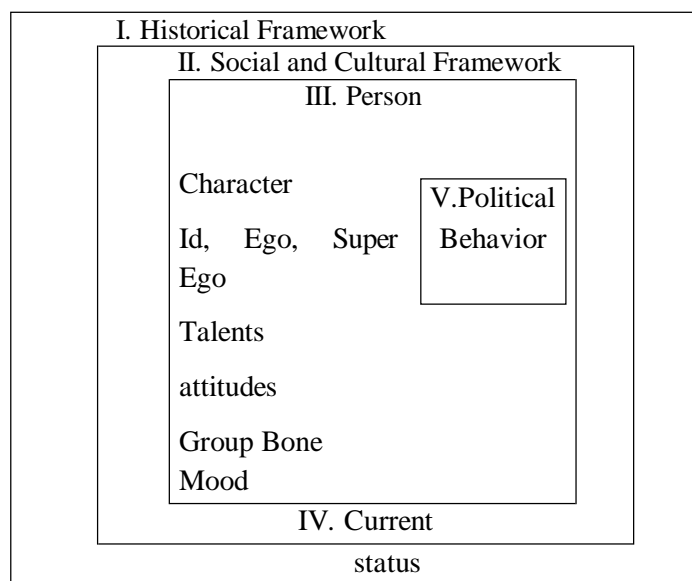 I. Historical Framework
II. Social and Cultural Framework
III. Person
Character
Id, Ego, Super
Ego
Talents
attitudes
Group Bone
Mood
V.Political
Behavior
IV. Current
status